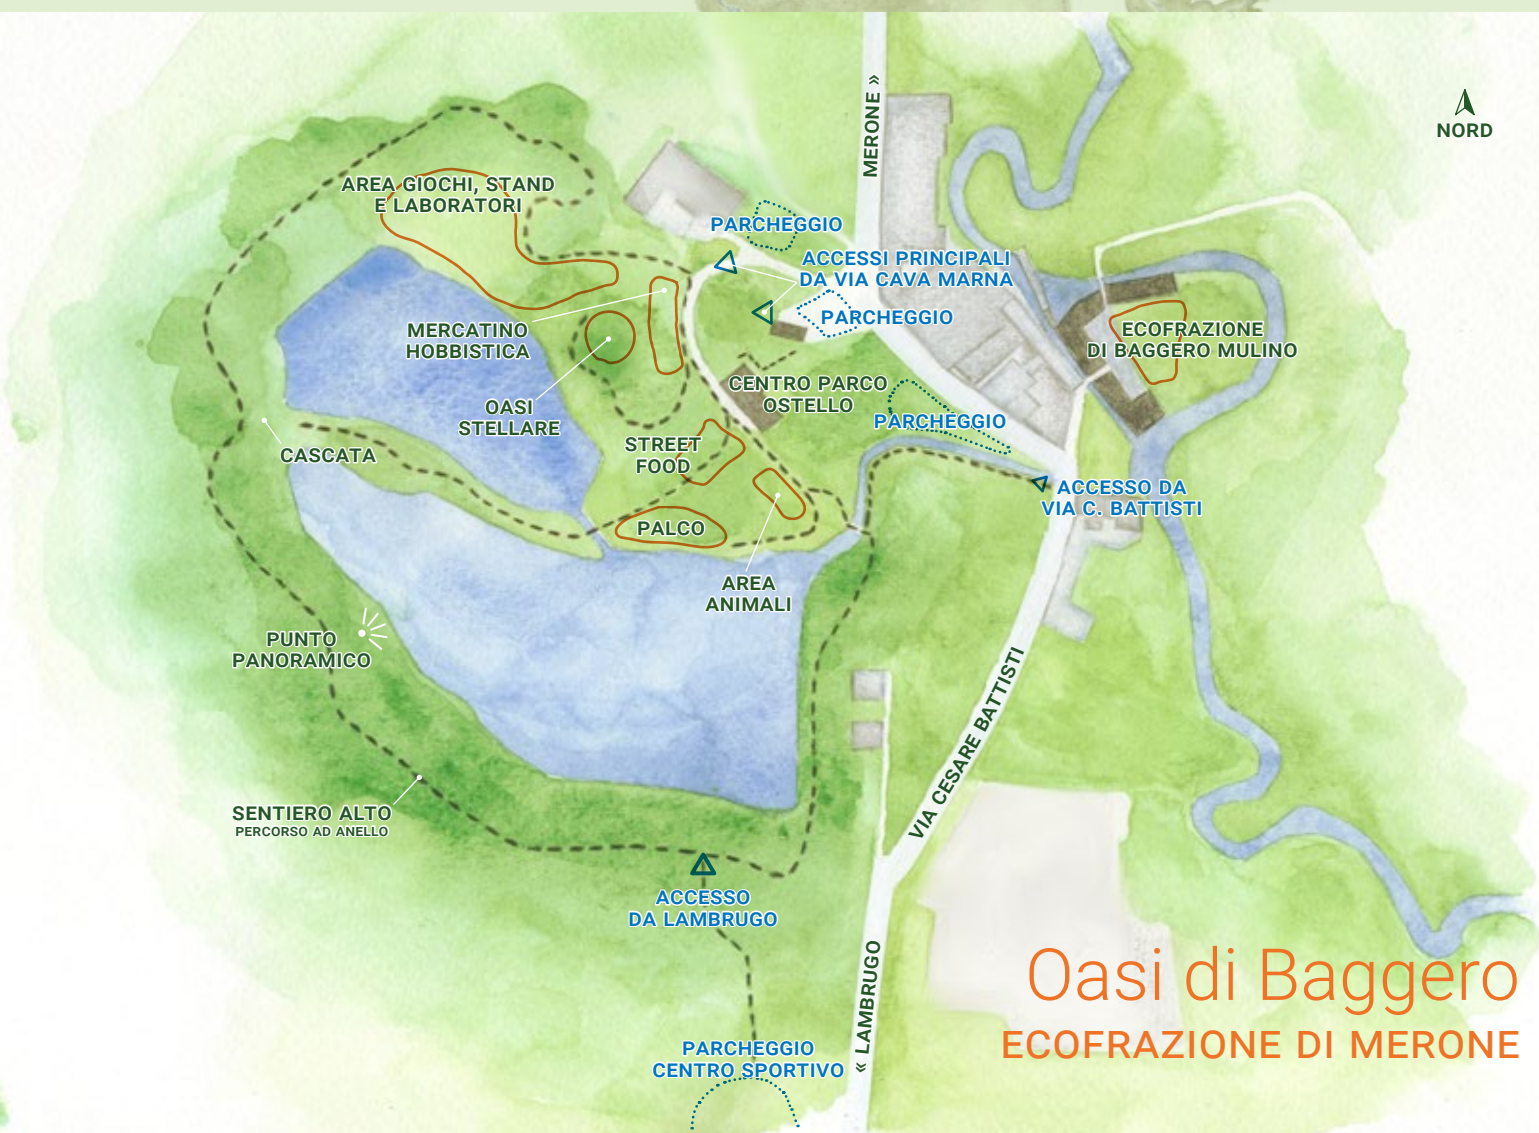 MERONE »
NORD
AREA GIOCHI, STAND
E LABORATORI
PARCHEGGIO
ACCESSI PRINCIPALI
DA VIA CAVA MARNA
PARCHEGGIO
MERCATINO
HOBBISTICA
ECOFRAZIONE
DI BAGGERO MULINO
CENTRO PARCO
OSTELLO
OASI
STELLARE
PARCHEGGIO
STREET
FOOD
CASCATA
ACCESSO DA
VIA C. BATTISTI
PALCO
AREA
ANIMALI
PUNTO
PANORAMICO
VIA CESARE BATTISTI
SENTIERO ALTO
PERCORSO AD ANELLO
ACCESSO
DA LAMBRUGO
« LAMBRUGO
Oasi di Baggero
ECOFRAZIONE DI MERONE
PARCHEGGIO
CENTRO SPORTIVO